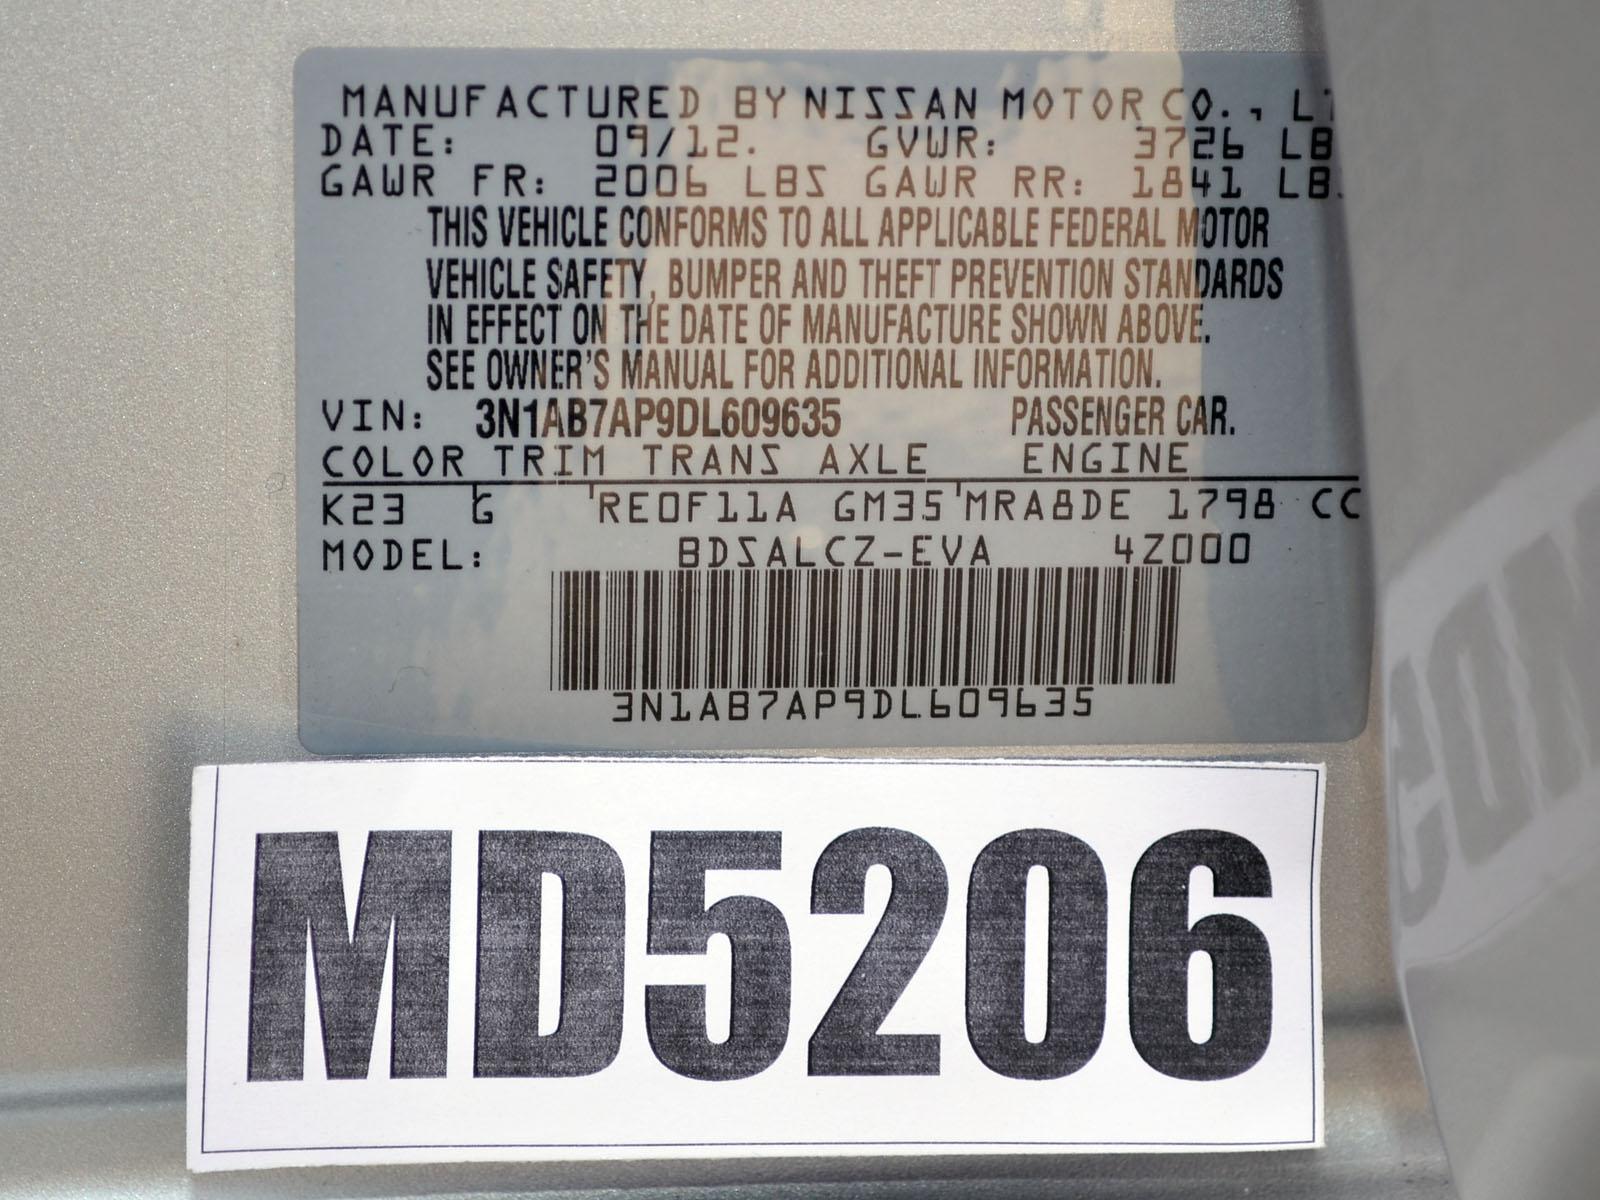 MANUFACTURED BY NISSAN MOTOR CO., LT
DATE: 09/12. GVWR: 3726 LB
GAWR FR: 2006 LBS GAWR RR: 1841 LBS
THIS VEHICLE CONFORMS TO ALL APPLICABLE FEDERAL MOTOR
VEHICLE SAFETY, BUMPER AND THEFT PREVENTION STANDARDS
IN EFFECT ON THE DATE OF MANUFACTURE SHOWN ABOVE.
SEE OWNER'S MANUAL FOR ADDITIONAL INFORMATION.
VIN: 3N1AB7AP9DL609635 PASSENGER CAR.
COLOR TRIM TRANS AXLE ENGINE
K23 G RE0F11A GM35 MRA8DE 1798 CC
MODEL: BDSALCZ-EVA 4Z000
3N1AB7AP9DL609635
MD5206